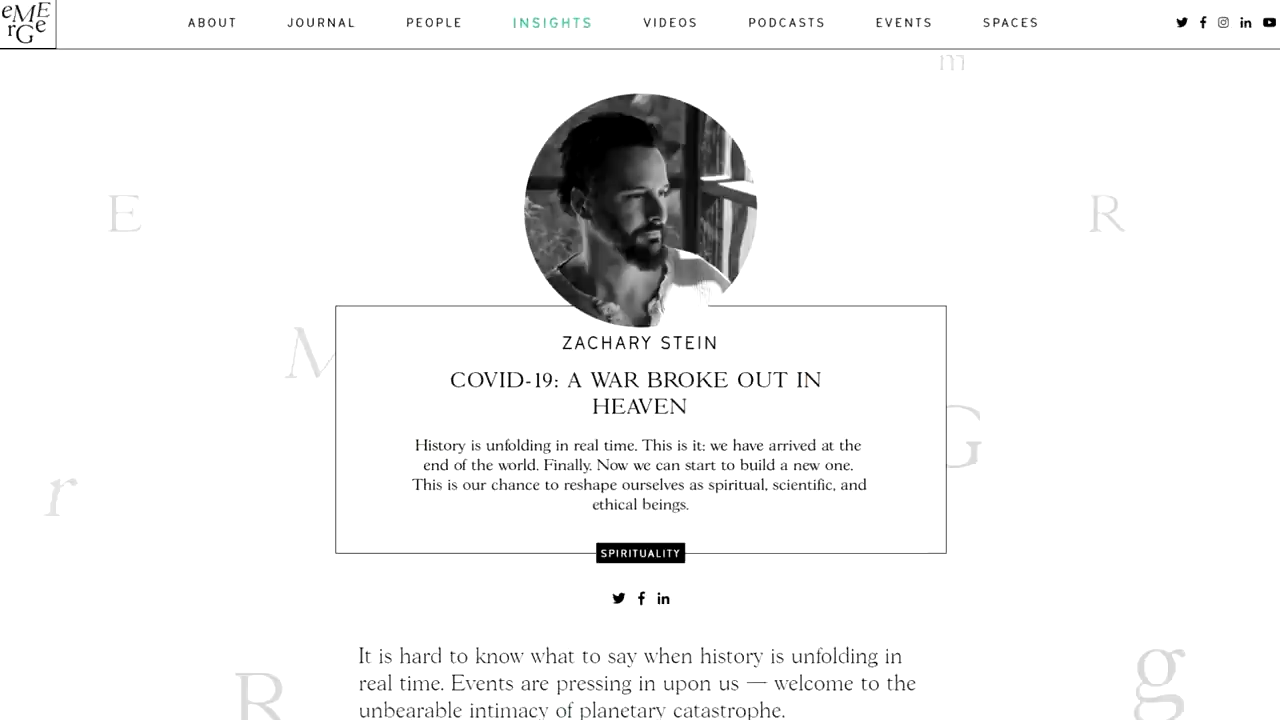 eME
rGe
ABOUT JOURNAL PEOPLE INSIGHTS VIDEOS PODCASTS EVENTS SPACES
m
E
R
ZACHARY STEIN
M
COVID-19: A WAR BROKE OUT IN
HEAVEN
G
History is unfolding in real time. This is it: we have arrived at the
end of the world. Finally. Now we can start to build a new one.
This is our chance to reshape ourselves as spiritual, scientific, and
ethical beings.
r
SPIRITUALITY
It is hard to know what to say when history is unfolding in
real time. Events are pressing in upon us — welcome to the
unbearable intimacy of planetary catastrophe.
R
g